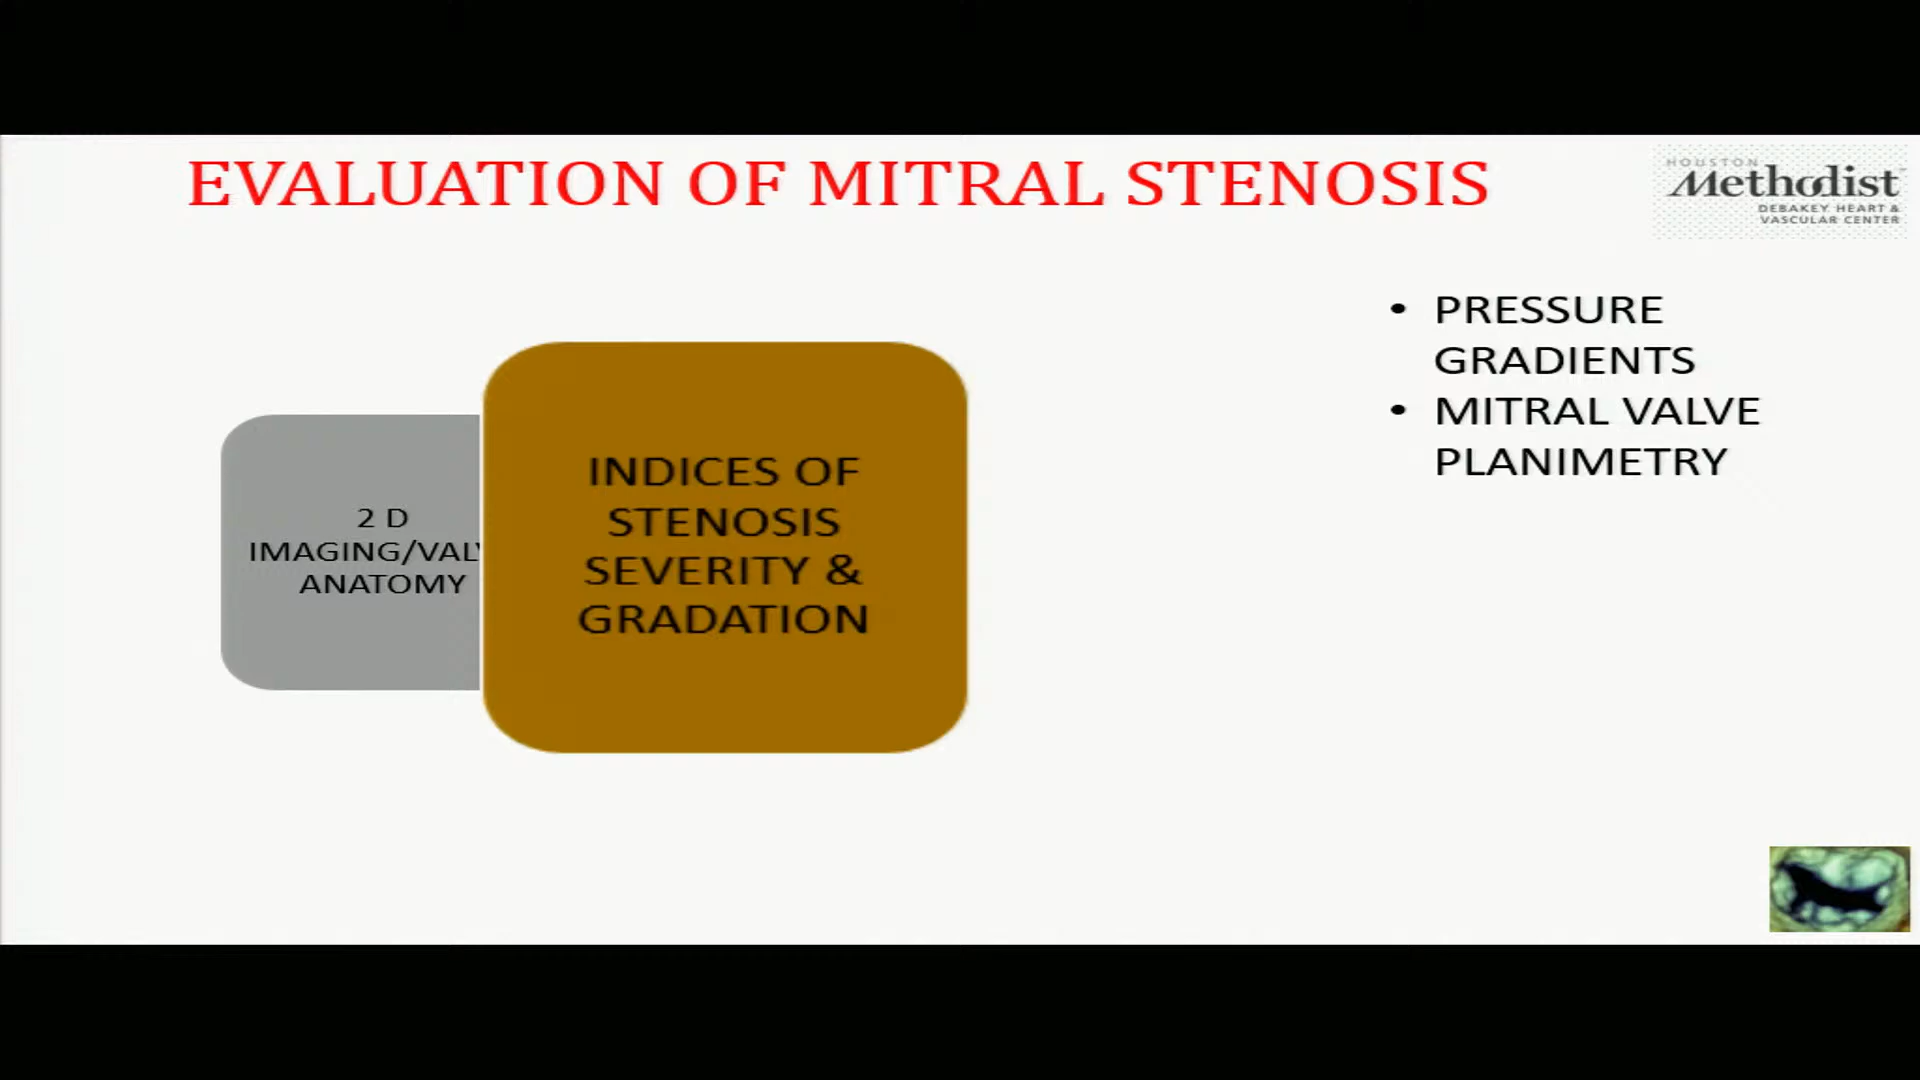 EVALUATION OF MITRAL STENOSIS
HOUSTON
Methodist
DEBAKEY HEART &
VASCULAR CENTER
2 D
IMAGING/VAL
ANATOMY
INDICES OF
STENOSIS
SEVERITY &
GRADATION
• PRESSURE
GRADIENTS
• MITRAL VALVE
PLANIMETRY